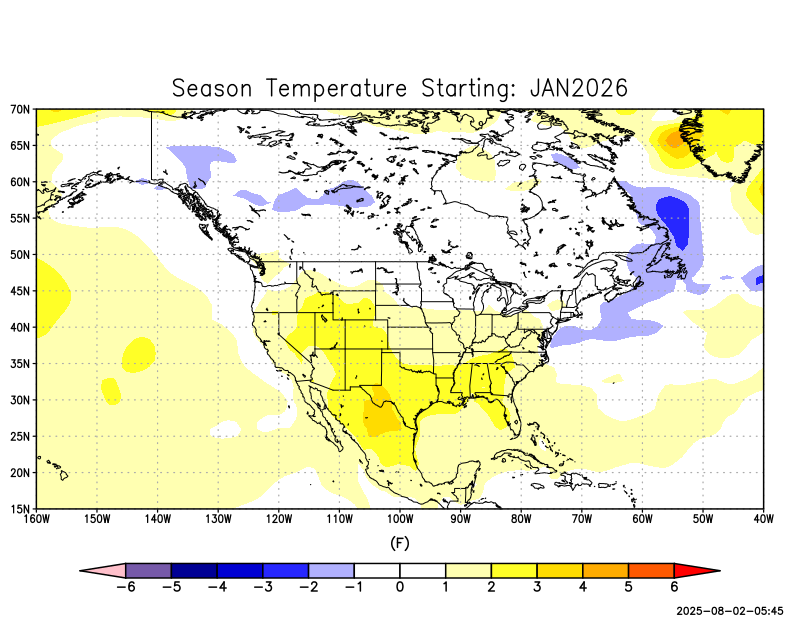 Season Temperature Starting: JAN2026
70N
65N
60N
55N
50N
45N
40N
35N
30N
25N
20N
15N
160W 150W 140W 130W 120W 110W 100W 90W 80W 70W 60W 50W 40W
(F)
-6 -5 -4 -3 -2 -1 0 1 2 3 4 5 6
2025-08-02-05:45